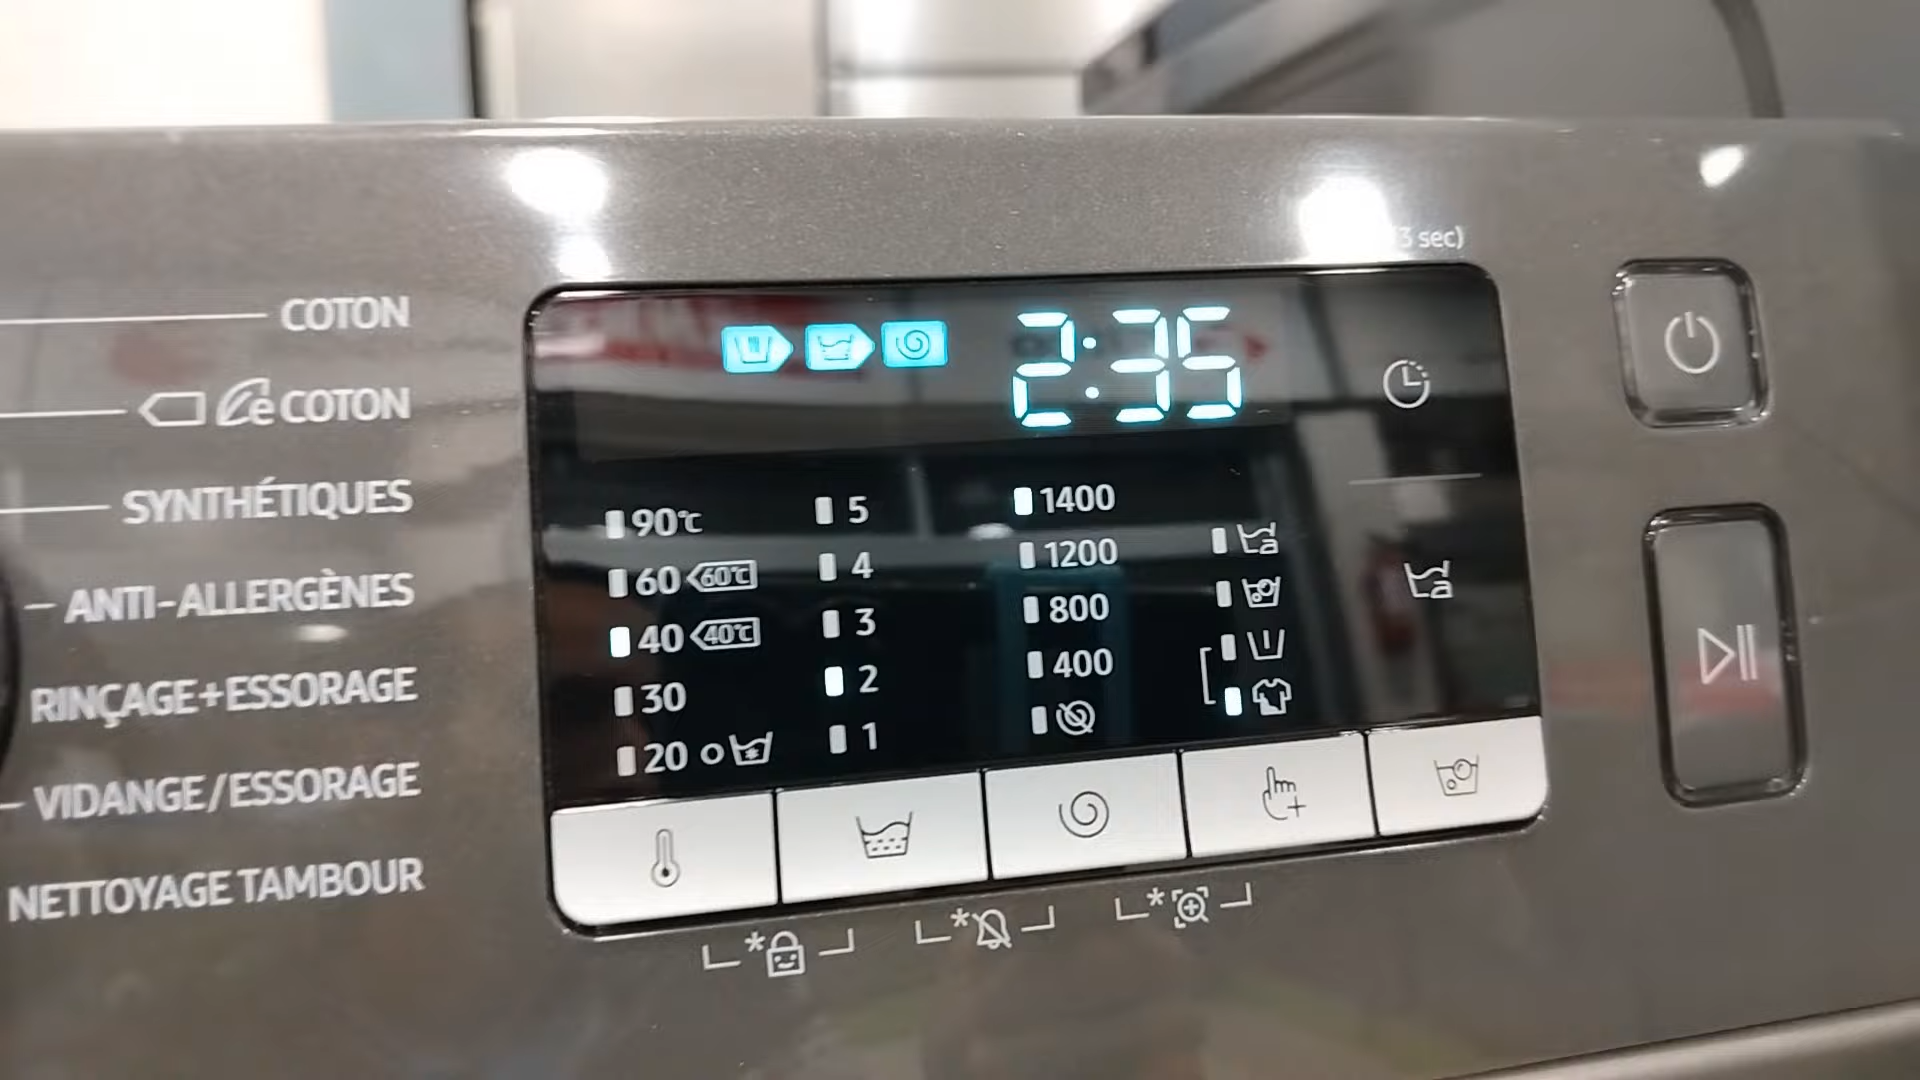 COTON
e COTON
SYNTHÉTIQUES
ANTI-ALLERGÈNES
RINÇAGE+ESSORAGE
VIDANGE/ESSORAGE
NETTOYAGE TAMBOUR
3 sec)
2:35
90℃
60 60℃
40 40℃
30
20
5
4
3
2
1
1400
1200
800
400
a
a
*
*
*